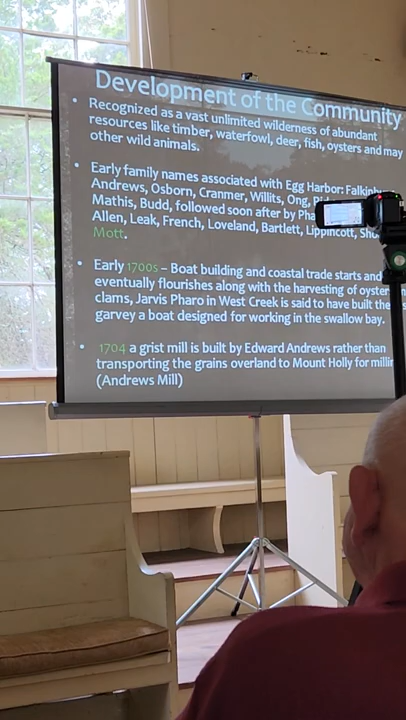 Development of the Community
• Recognized as a vast unlimited wilderness of abundant
resources like timber, waterfowl, deer, fish, oysters and may
other wild animals.
• Early family names associated with Egg Harbor:
Andrews, Osborn, Cranmer, Willits, Ong,
Mathis, Budd, followed soon after by
Allen, Leak, French, Loveland, Bartlett, Lippincott,
Mott.
• Early 1700s – Boat building and coastal trade starts and
eventually flourishes along with the harvesting of
clams, Jarvis Pharo in West Creek is said to have built the
garvey a boat designed for working in the swallow bay.
• 1704 a grist mill is built by Edward Andrews rather than
transporting the grains overland to Mount Holly for
(Andrews Mill)